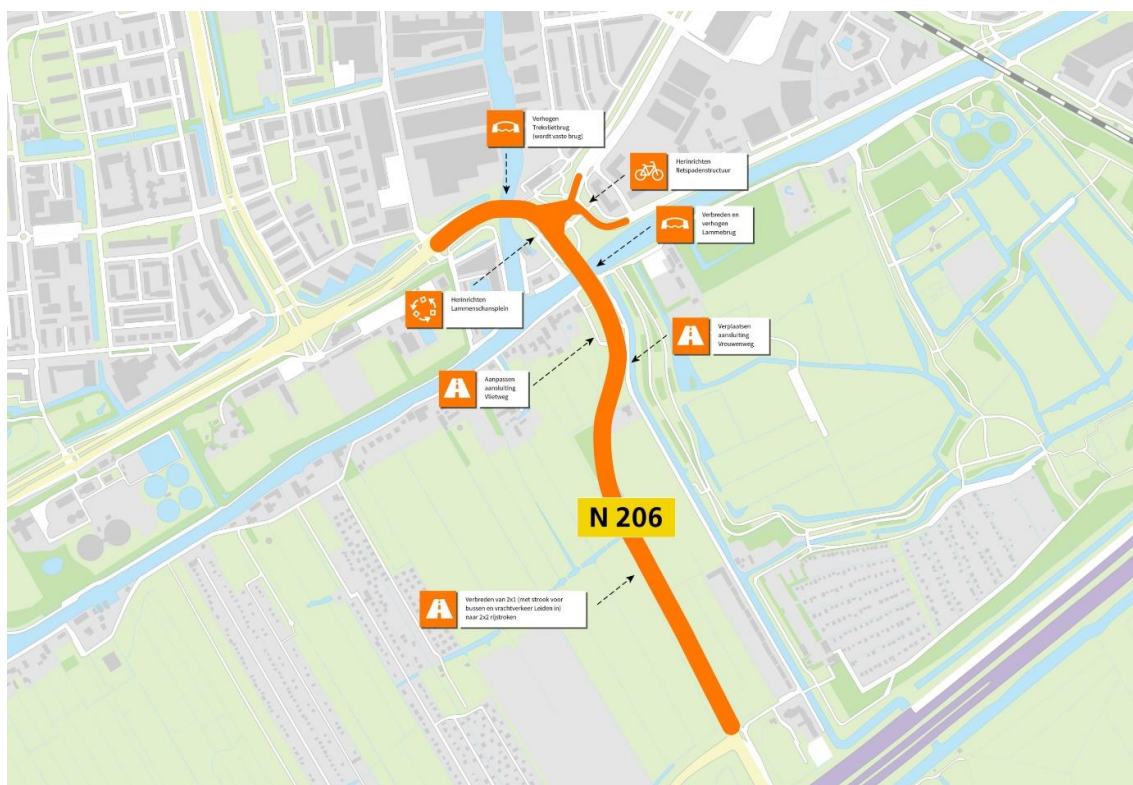 Verhogen
Trekvlietbrug
(wordt vaste brug)
Herinrichten
fietspadenstructuur
Verbreden en
verhogen
Lammebrug
Herinrichten
Lammenschansplein
Verplaatsen
aansluiting
Vrouwenweg
Aanpassen
aansluiting
Vlietweg
N 206
Verbreden van 2x1 (met strook voor
bussen en vrachtverkeer Leiden in)
naar 2x2 rijstroken